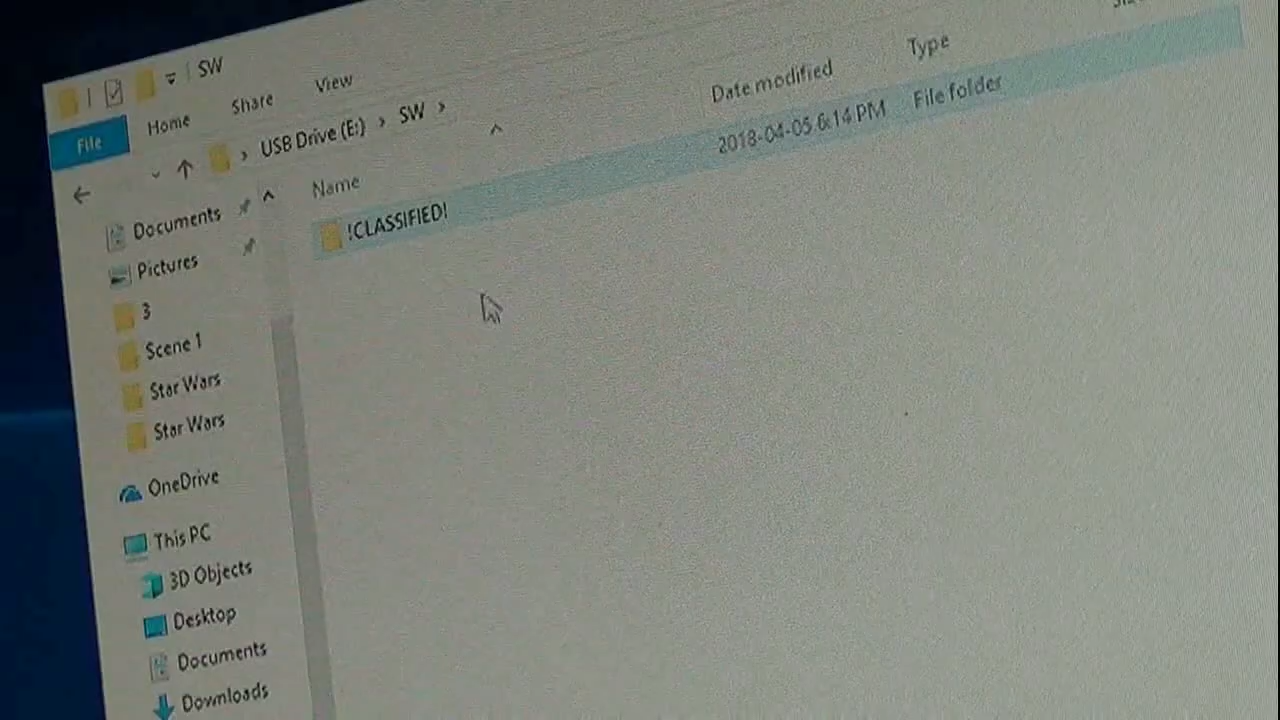 SW
File Home Share View
USB Drive (E:) › SW ›
Name Date modified Type
!CLASSIFIED! 2018-04-05 6:14 PM File folder
Documents
Pictures
3
Scene 1
Star Wars
Star Wars
OneDrive
This PC
3D Objects
Desktop
Documents
Downloads